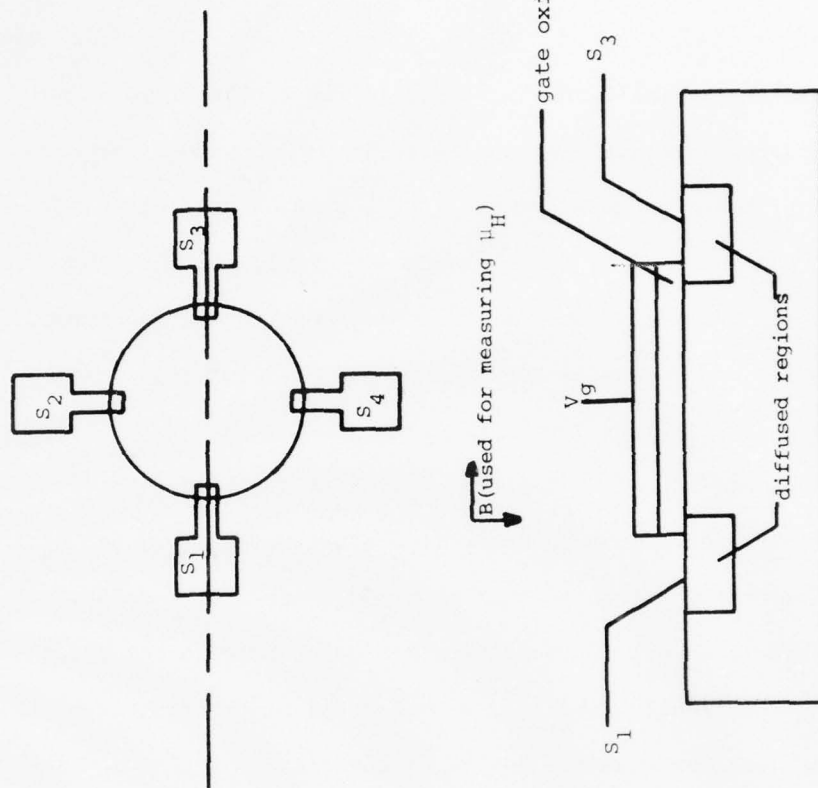 S2
S1
S3
S4
B(used for measuring μH)
gate oxi
S3
Vg
S1
diffused regions